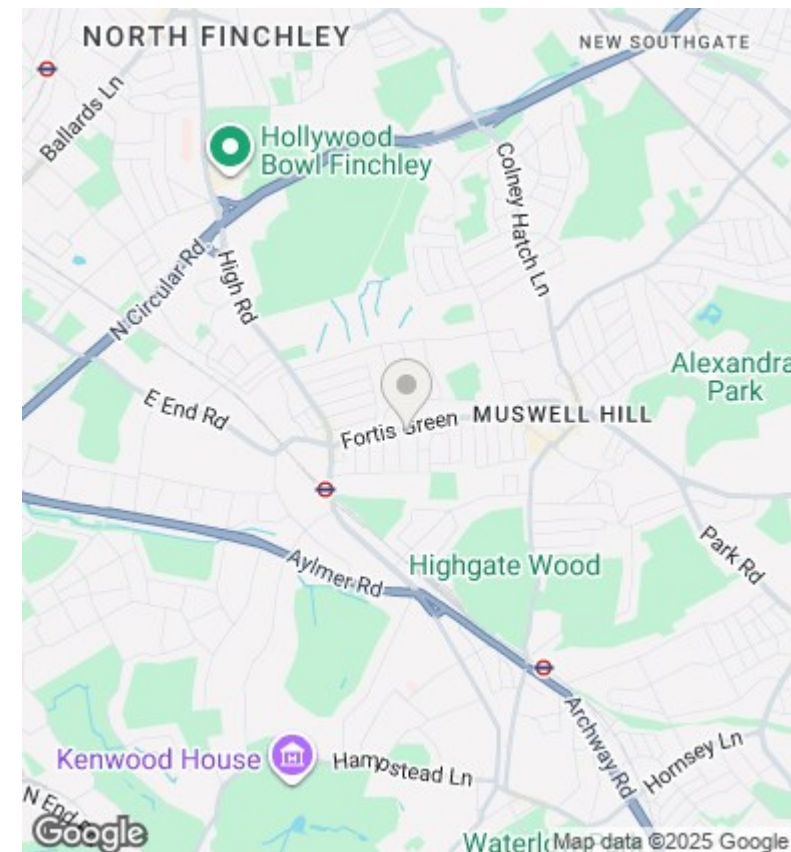 NORTH FINCHLEY
NEW SOUTHGATE
Ballards Ln
Hollywood
Bowl Finchley
Colney Hatch Ln
N Circular Rd
High Rd
Alexandra
Park
E End Rd
Fortis Green
MUSWELL HILL
Highgate Wood
Park Rd
Aylmer Rd
Archway Rd
Hornsey Ln
Kenwood House
Hampstead Ln
N End
Google
Map data ©2025 Google